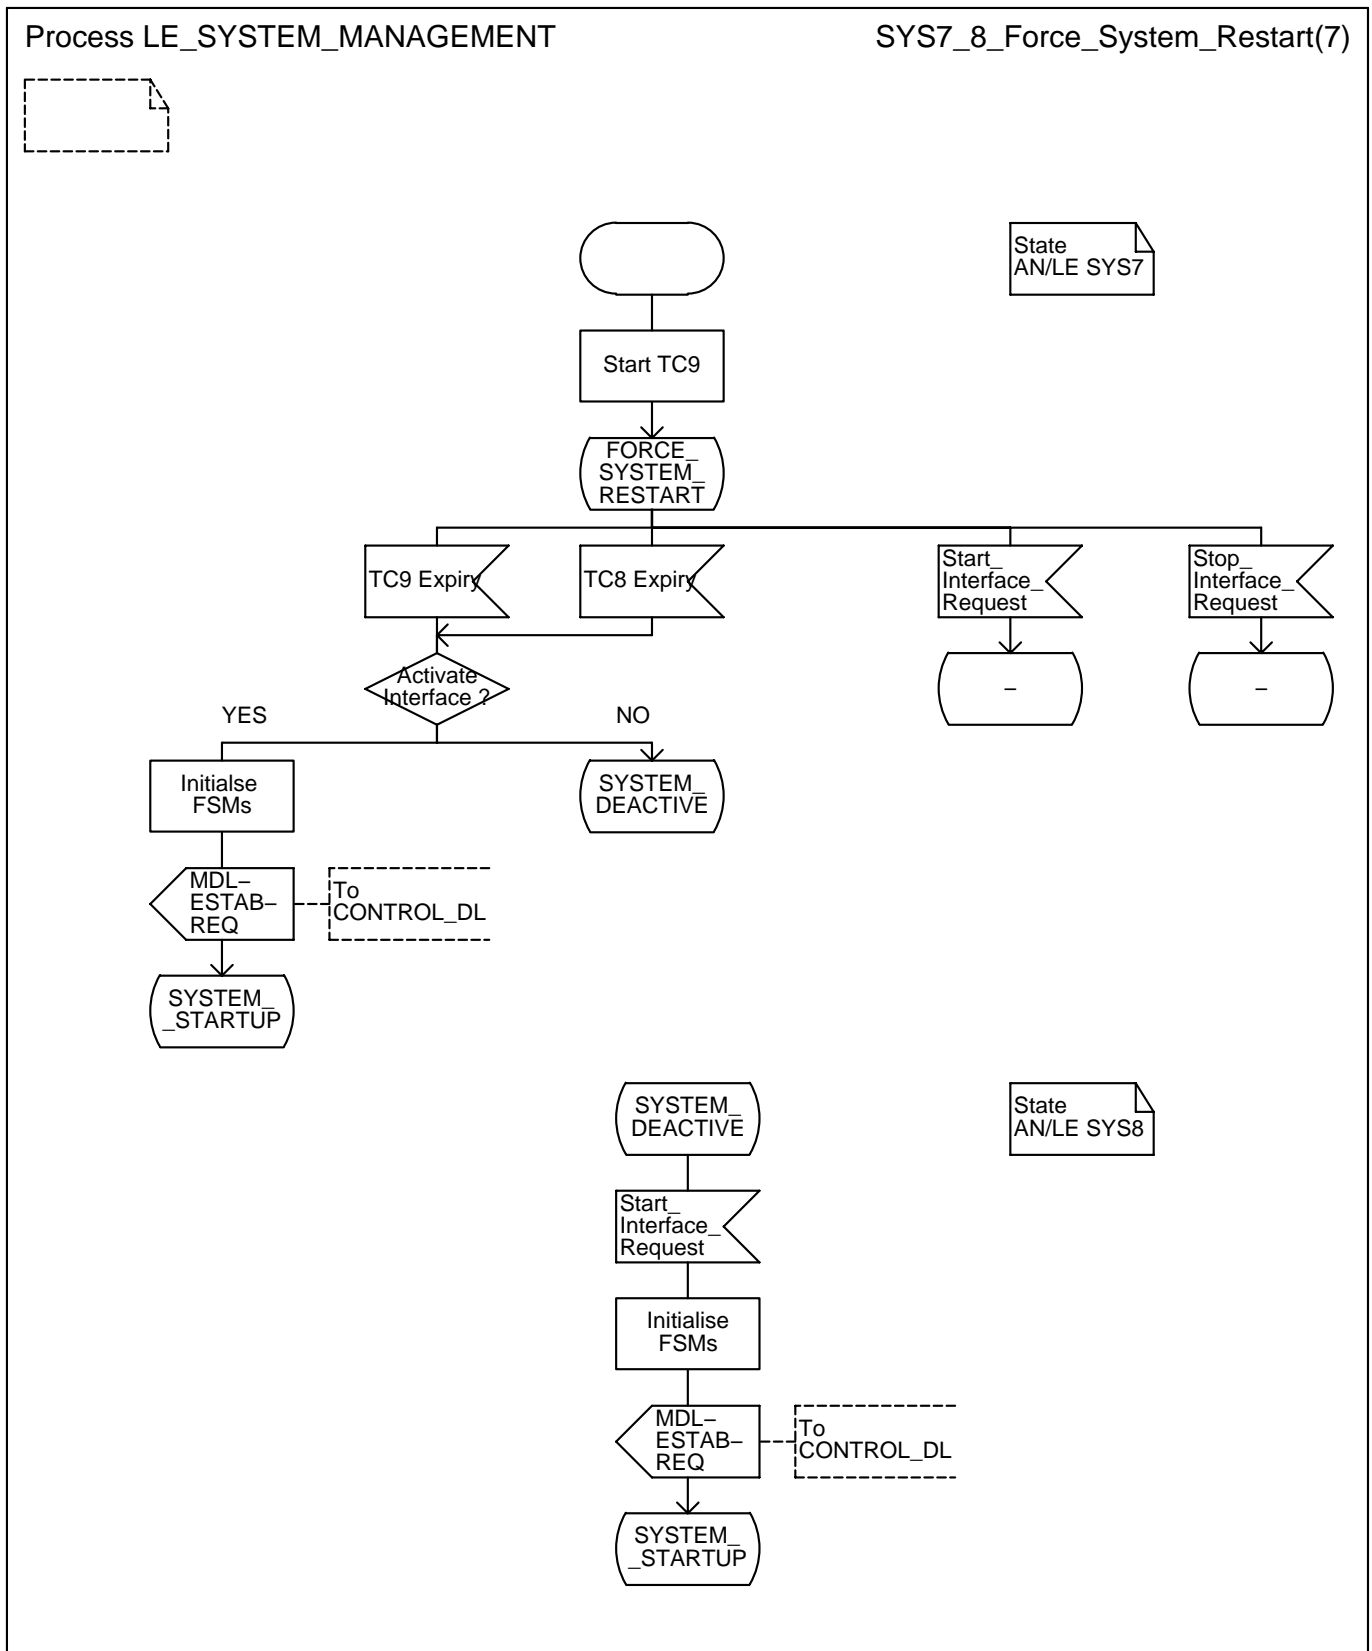 Process LE_SYSTEM_MANAGEMENT
SYS7_8_Force_System_Restart(7)
State
AN/LE SYS7
Start TC9
FORCE_
SYSTEM_
RESTART
TC9 Expiry
TC8 Expiry
Start_
Interface_
Request
Stop_
Interface_
Request
Activate
Interface ?
–
–
YES
NO
Initialse
FSMs
SYSTEM_
DEACTIVE
MDL–
ESTAB–
REQ
To
CONTROL_DL
SYSTEM_
_STARTUP
SYSTEM_
DEACTIVE
State
AN/LE SYS8
Start_
Interface_
Request
Initialise
FSMs
MDL–
ESTAB–
REQ
To
CONTROL_DL
SYSTEM_
_STARTUP